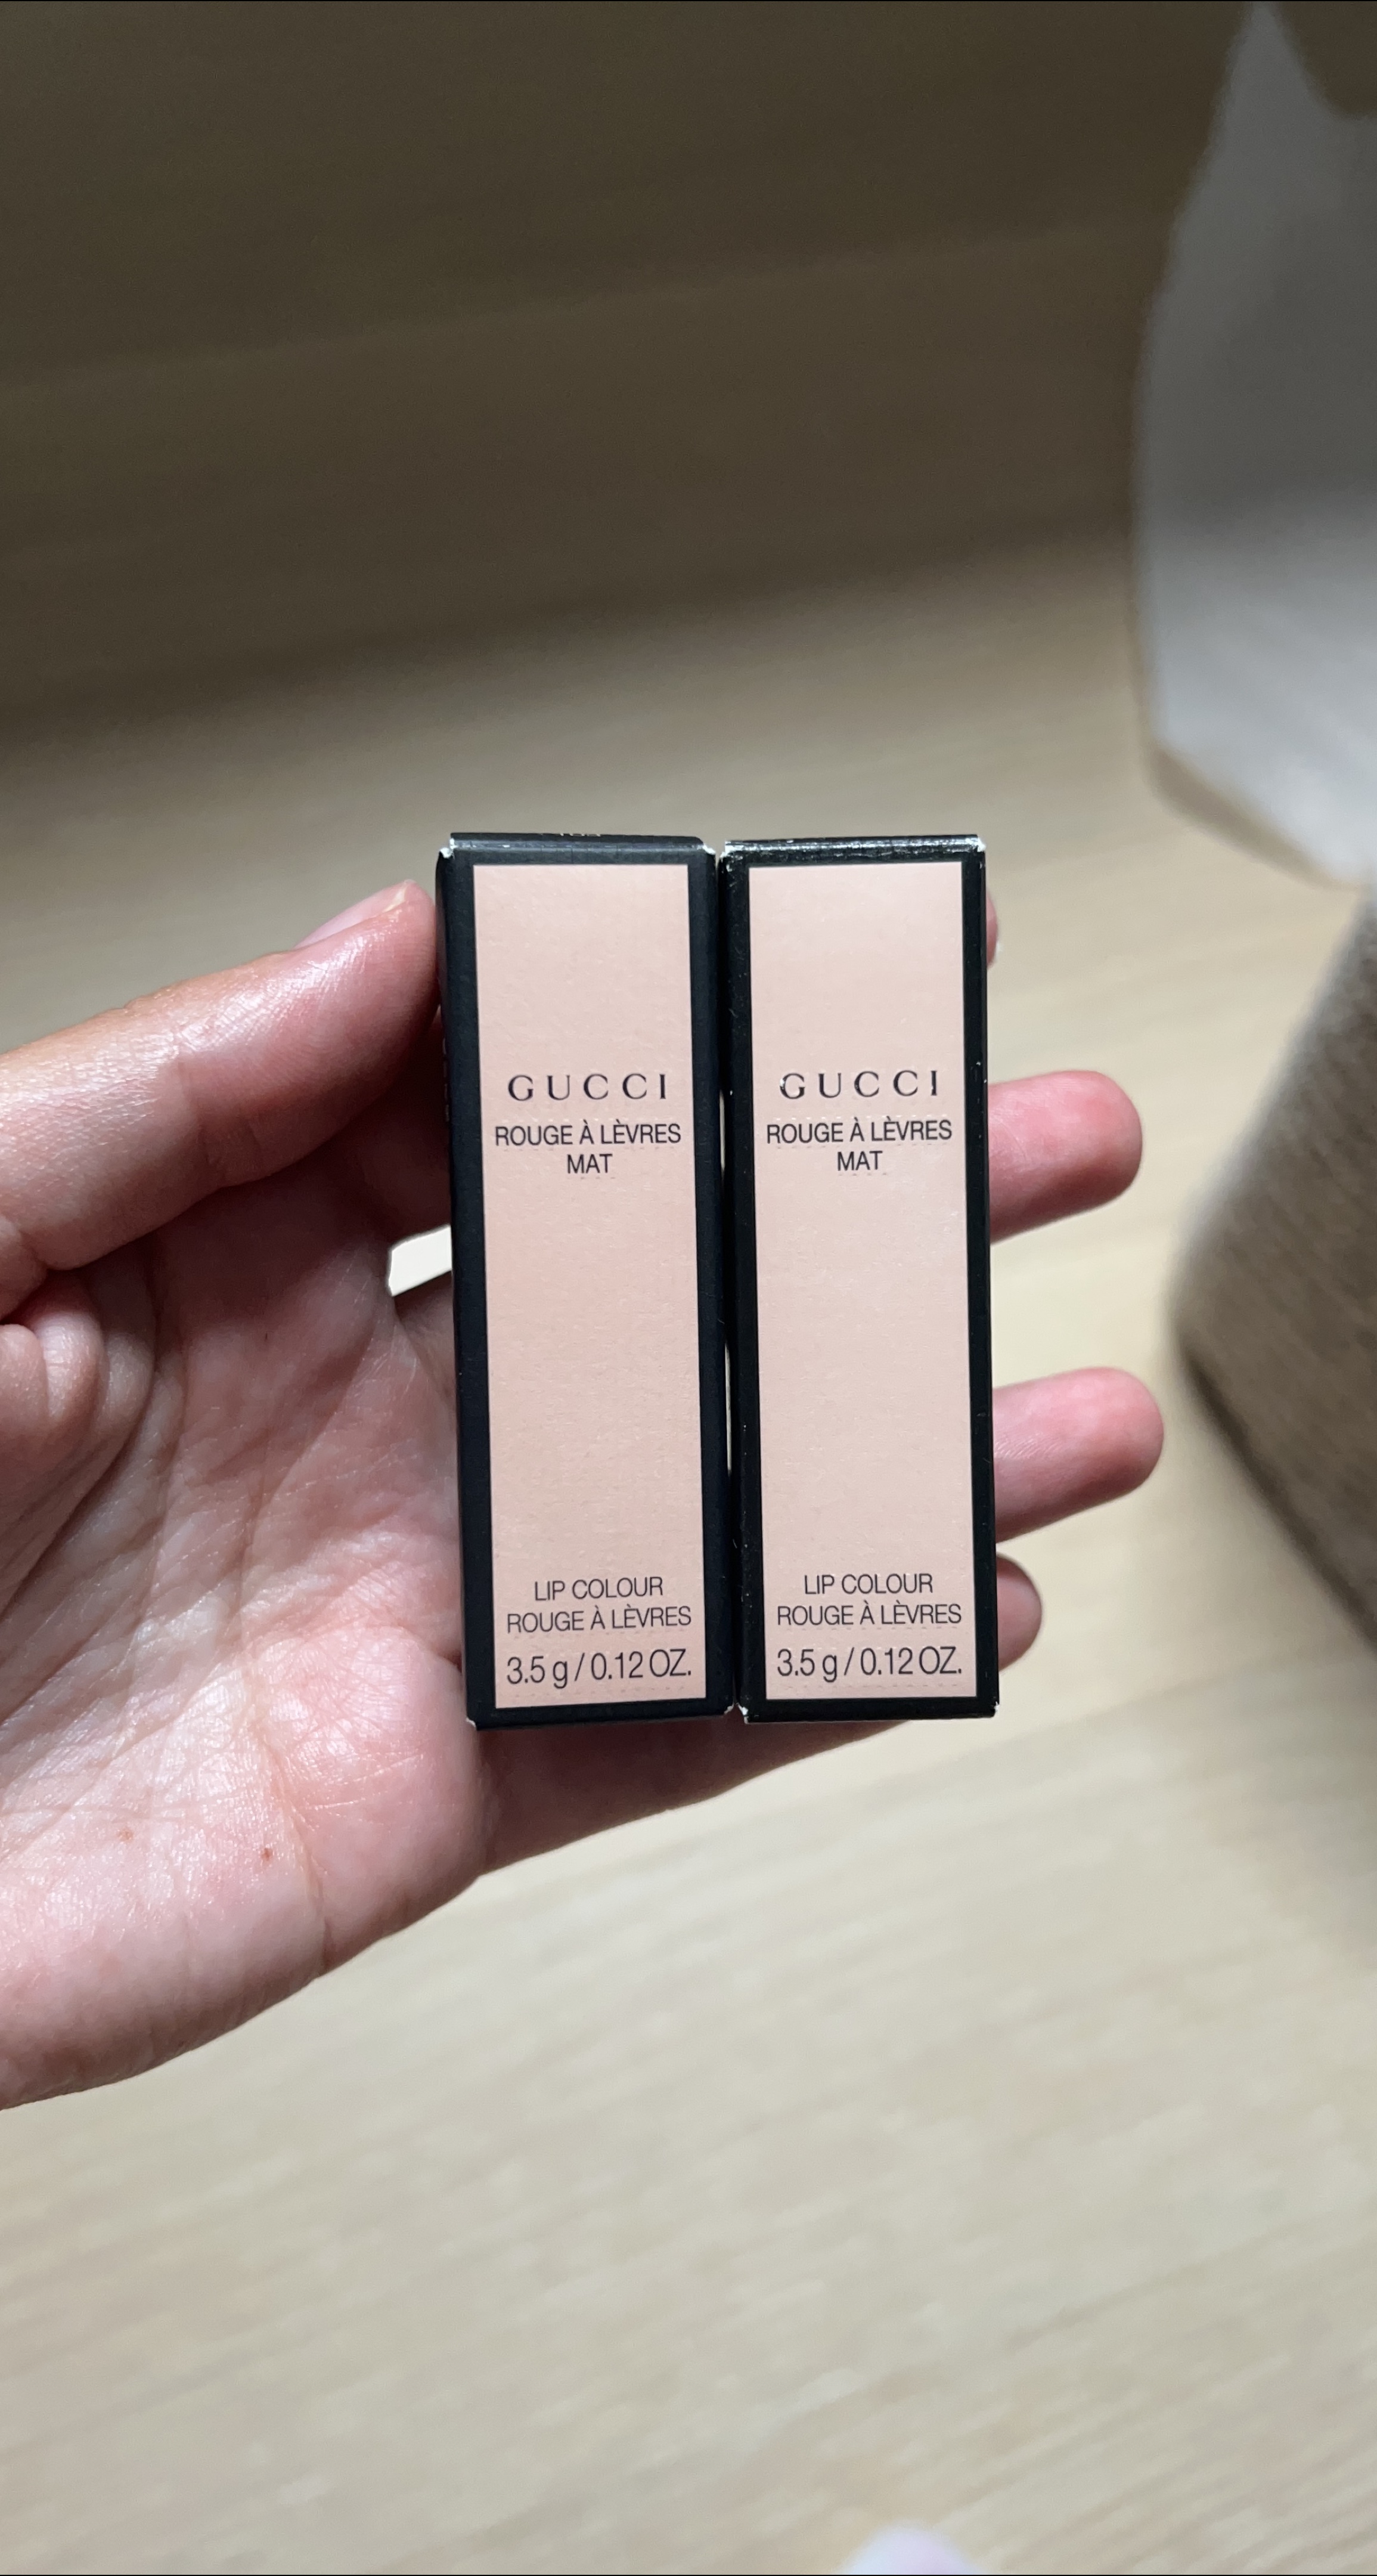 GUCCI
ROUGE À LÈVRES
MAT
LIP COLOUR
ROUGE À LÈVRES
3.5 g / 0.12 OZ.
GUCCI
ROUGE À LÈVRES
MAT
LIP COLOUR
ROUGE À LÈVRES
3.5 g / 0.12 OZ.